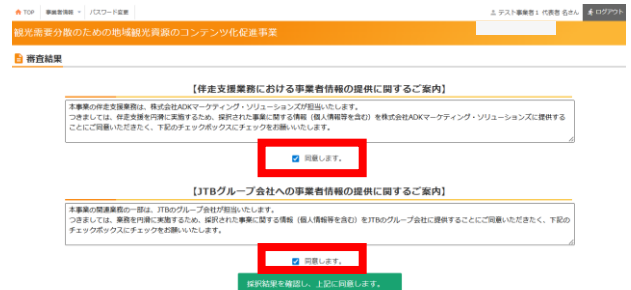 TOP 事業者情報 パスワード変更 テスト事業者1 代表者 名さん ログアウト
観光需要分散のための地域観光資源のコンテンツ化促進事業
審査結果
【伴走支援業務における事業者情報の提供に関するご案内】
本事業の伴走支援業務は、株式会社ADKマーケティング・ソリューションズが担当いたします。
つきましては、伴走支援を円滑に実施するため、採択された事業に関する情報（個人情報等を含む）を株式会社ADKマーケティング・ソリューションズに提供する
ことにご同意いただきたく、下記のチェックボックスにチェックをお願いいたします。
同意します。
【JTBグループ会社への事業者情報の提供に関するご案内】
本事業の関連業務の一部は、JTBのグループ会社が担当いたします。
つきましては、業務を円滑に実施するため、採択された事業に関する情報（個人情報等を含む）をJTBのグループ会社に提供することにご同意いただきたく、下記の
チェックボックスにチェックをお願いいたします。
同意します。
採択結果を確認し、上記に同意します。